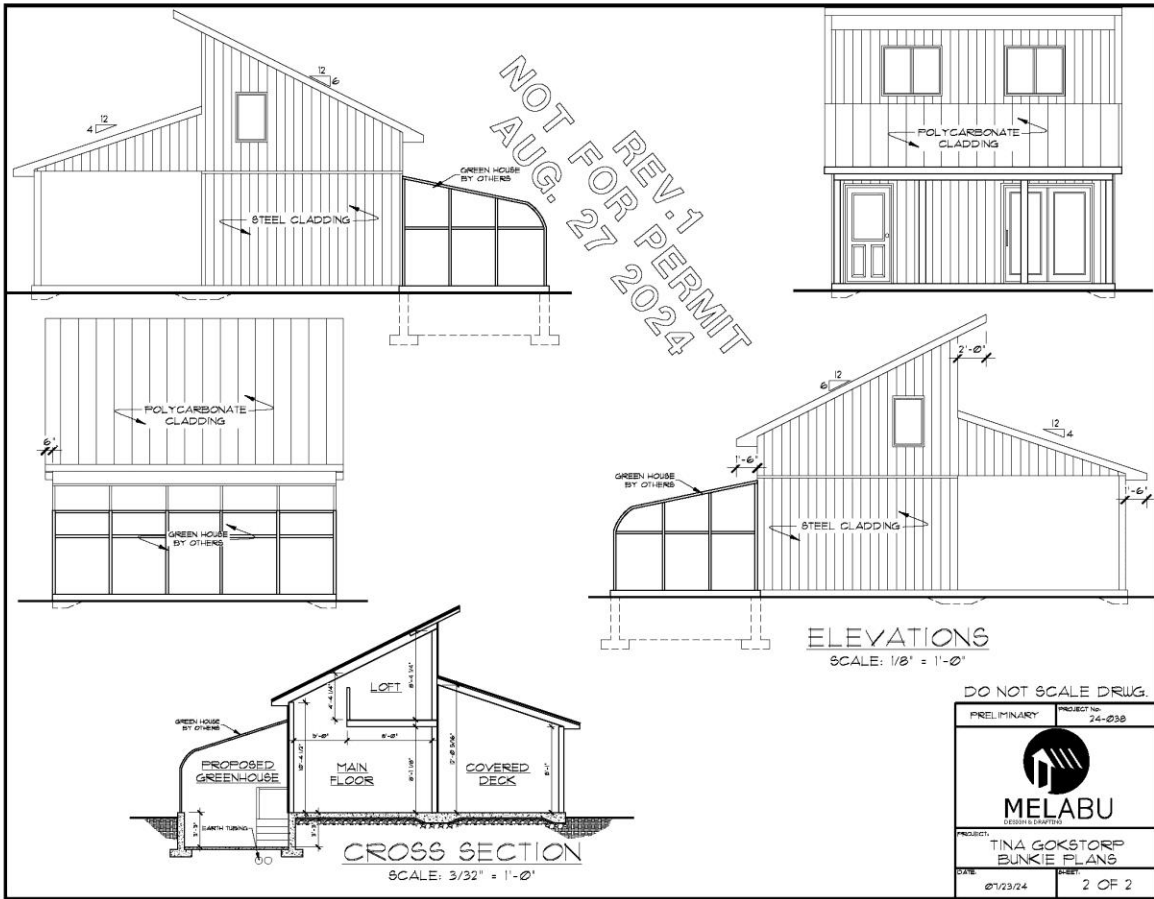 12
6
12
4
GREEN HOUSE
BY OTHERS
STEEL CLADDING
REV.1
NOT FOR PERMIT
AUG. 27 2024
POLYCARBONATE
CLADDING
POLYCARBONATE
CLADDING
6"
GREEN HOUSE
BY OTHERS
2'-0"
12
6
12
4
1'-6"
1'-6"
GREEN HOUSE
BY OTHERS
STEEL CLADDING
ELEVATIONS
SCALE: 1/8" = 1'-0"
LOFT
GREEN HOUSE
BY OTHERS
PROPOSED
GREENHOUSE
MAIN
FLOOR
COVERED
DECK
EARTH TUBING
CROSS SECTION
SCALE: 3/32" = 1'-0"
DO NOT SCALE DRWG.
PRELIMINARY
PROJECT No.
24-038
MELABU
DESIGN & DRAFTING
PROJECT:
TINA GOKSTORP
BUNKIE PLANS
DATE:
07/23/24
SHEET:
2 OF 2